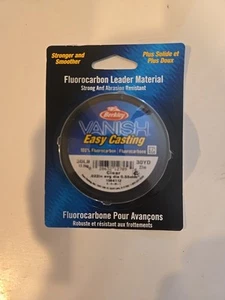 Stronger and
Smoother
Plus Solide et
Plus Doux
Fluorocarbon Leader Material
Strong And Abrasion Resistant
Berkley
VANISH
Easy Casting
100% Fluorocarbon
30YD
Clear
Fluorocarbone Pour Avançons
Robuste et résistant aux frottements